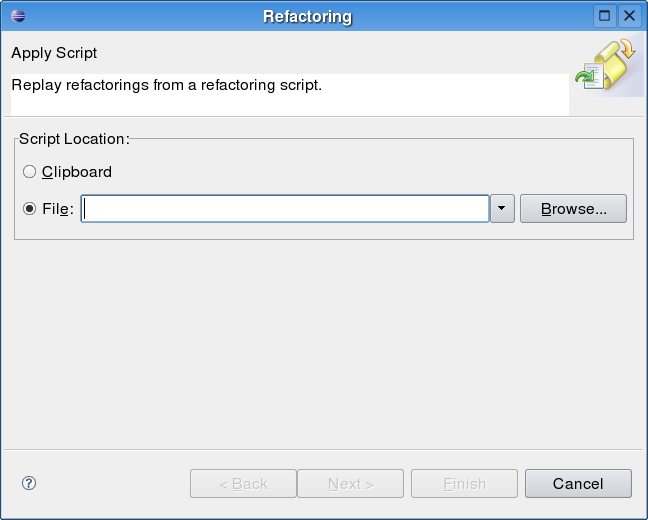 Refactoring
Apply Script
Replay refactorings from a refactoring script.
Script Location:
Clipboard
File:
Browse...
?
< Back
Next >
Finish
Cancel